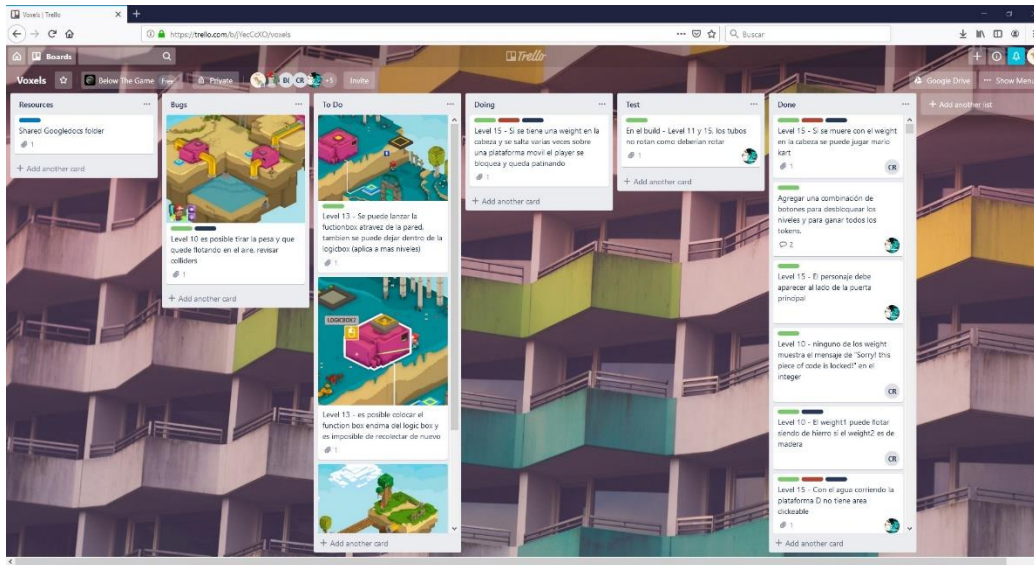 Voxels | Trello
https://trello.com/b/jYecCcXO/voxels
Buscar
Boards
Trello
Voxels
Below The Game
Free
Private
CR
+3
Invite
Google Drive
Show Menu
Resources
Shared Googledocs folder
1
+ Add another card
Bugs
Level 10 es posible tirar la pesa y que
quede flotando en el aire. revisar
colliders
1
+ Add another card
To Do
Level 13 - Se puede lanzar la
fuctionbox atravez de la pared,
tambien se puede dejar dentro de la
logicbox (aplica a mas niveles)
1
LOGICBOX2
Level 13 - es posible colocar el
function box encima del logic box y
es imposible de recolectar de nuevo
1
+ Add another card
Doing
Level 15 - Si se tiene una weight en la
cabeza y se salta varias veces sobre
una plataforma movil el player se
bloquea y queda patinando
1
+ Add another card
Test
En el build - Level 11 y 15. los tubos
no rotan como deberían rotar
1
+ Add another card
Done
Level 15 - Si se muere con el weight
en la cabeza se puede jugar mario
kart
1
CR
Agregar una combinación de
botones para desbloquear los
niveles y para ganar todos los
tokens.
2
Level 15 - El personaje debe
aparecer al lado de la puerta
principal
Level 10 - ninguno de los weight
muestra el mensaje de "Sorry! this
piece of code is locked!" en el
integer
CR
Level 10 - El weight1 puede flotar
siendo de hierro si el weight2 es de
madera
CR
Level 15 - Con el agua corriendo la
plataforma D no tiene area
clickeable
1
+ Add another card
+ Add another list